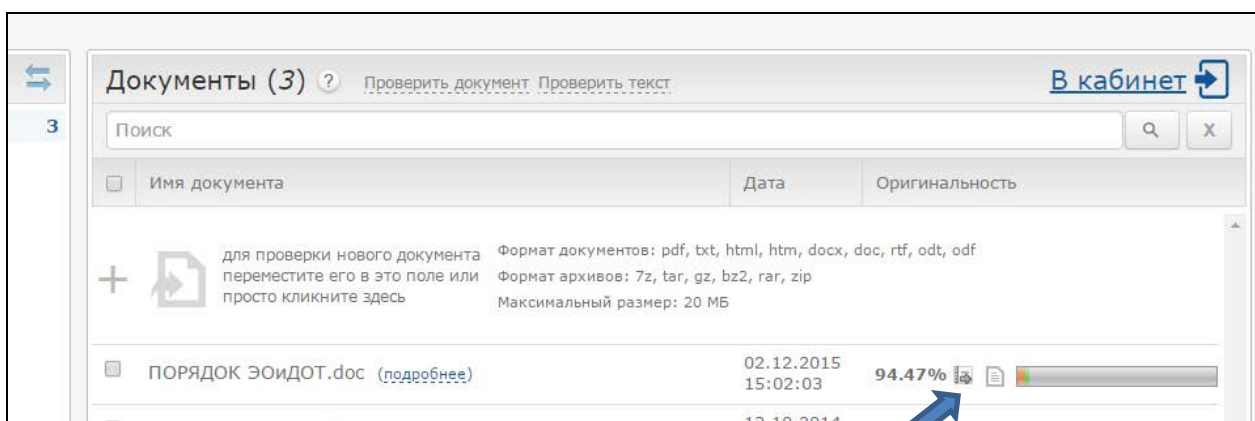 Документы (3) ? Проверить документ Проверить текст В кабинет
3
Поиск X
Имя документа Дата Оригинальность
для проверки нового документа
переместите его в это поле или
просто кликните здесь
Формат документов: pdf, txt, html, htm, docx, doc, rtf, odt, odf
Формат архивов: 7z, tar, gz, bz2, rar, zip
Максимальный размер: 20 МБ
ПОРЯДОК ЭОиДОТ.doc (подробнее)
02.12.2015
15:02:03
94.47%